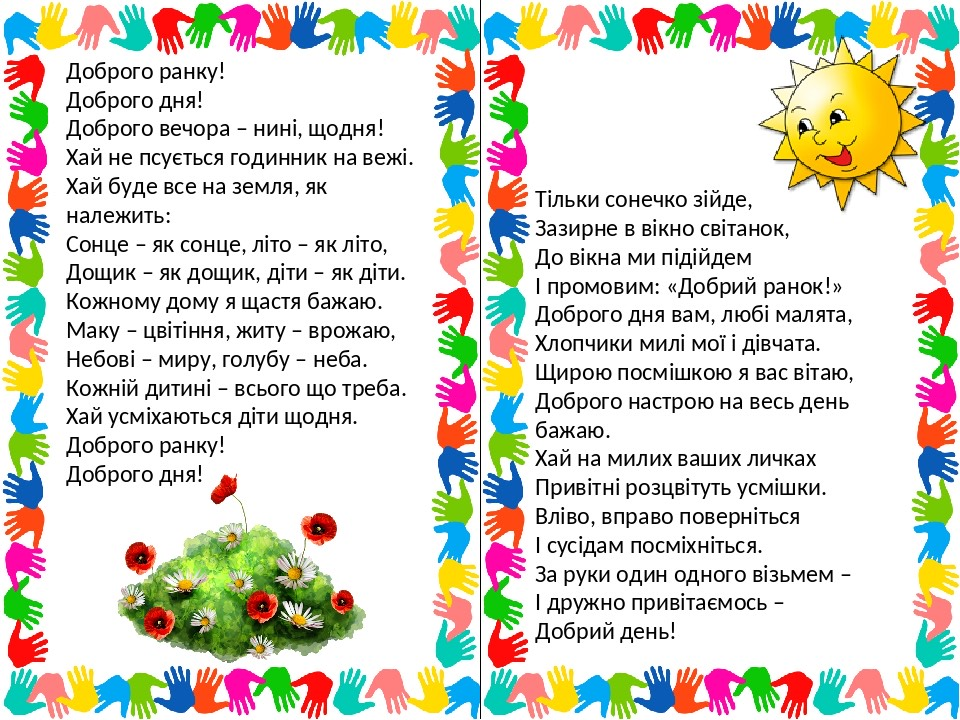 Доброго ранку!
Доброго дня!
Доброго вечора – нині, щодня!
Хай не псується годинник на вежі.
Хай буде все на земля, як
належить:
Сонце – як сонце, літо – як літо,
Дощик – як дощик, діти – як діти.
Кожному дому я щастя бажаю.
Маку – цвітіння, житу – врожаю,
Небові – миру, голубу – неба.
Кожній дитині – всього що треба.
Хай усміхаються діти щодня.
Доброго ранку!
Доброго дня!
Тільки сонечко зійде,
Зазирне в вікно світанок,
До вікна ми підійдем
І промовим: «Добрий ранок!»
Доброго дня вам, любі малята,
Хлопчики милі мої і дівчата.
Щирою посмішкою я вас вітаю,
Доброго настрою на весь день
бажаю.
Хай на милих ваших личках
Привітні розцвітуть усмішки.
Вліво, вправо поверніться
І сусідам посміхніться.
За руки один одного візьмем –
І дружно привітаємось –
Добрий день!